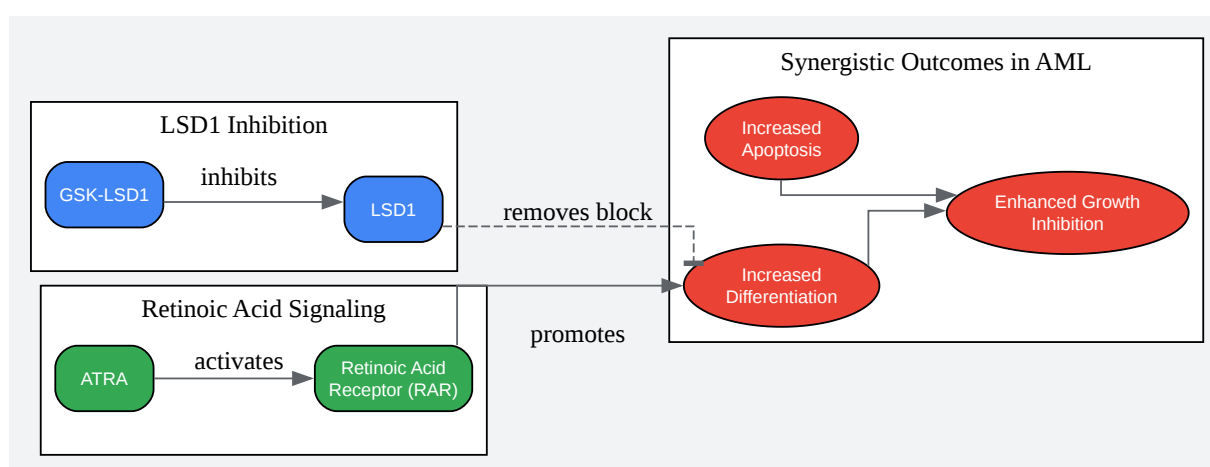 LSD1 Inhibition
GSK-LSD1
inhibits
LSD1
removes block
Retinoic Acid Signaling
ATRA
activates
Retinoic Acid
Receptor (RAR)
promotes
Synergistic Outcomes in AML
Increased
Apoptosis
Increased
Differentiation
Enhanced Growth
Inhibition